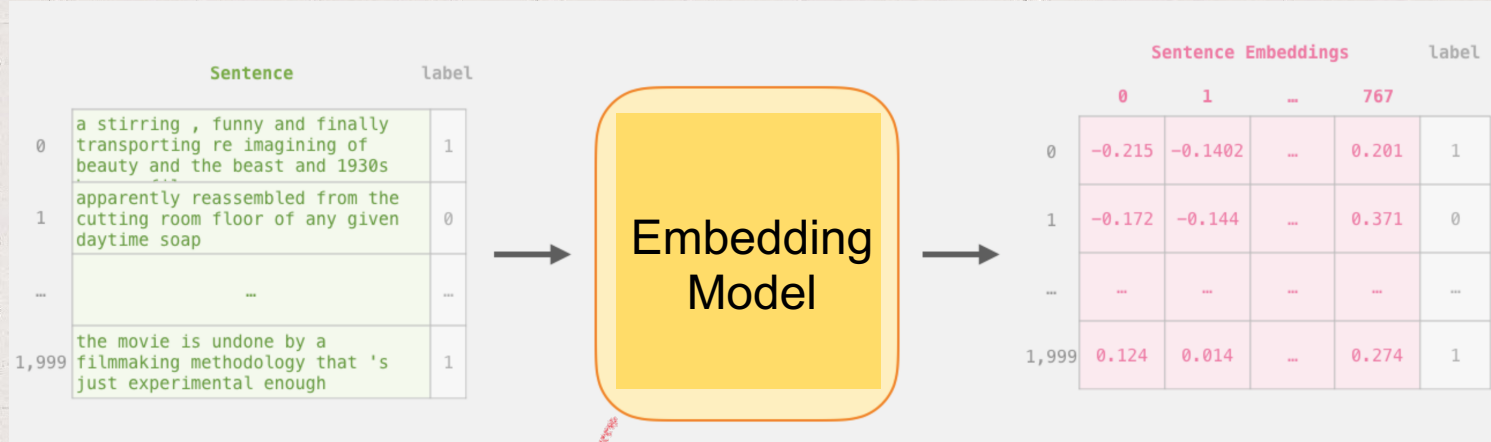 Sentence label
0 a stirring , funny and finally
transporting re imagining of
beauty and the beast and 1930s
1
1 apparently reassembled from the
cutting room floor of any given
daytime soap
0
… … …
1,999 the movie is undone by a
filmmaking methodology that 's
just experimental enough
1
Embedding
Model
Sentence Embeddings label
0 1 … 767
0 -0.215 -0.1402 … 0.201 1
1 -0.172 -0.144 … 0.371 0
… … … … … …
1,999 0.124 0.014 … 0.274 1